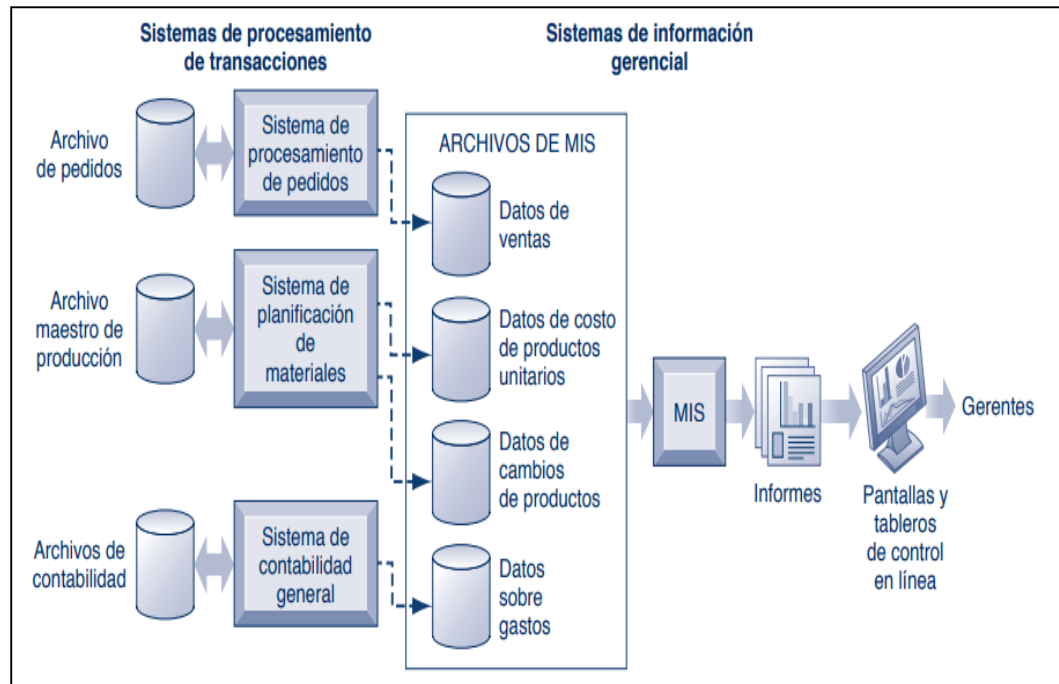 Sistemas de procesamiento
de transacciones
Sistemas de información
gerencial
Archivo
de pedidos
Sistema de
procesamiento
de pedidos
ARCHIVOS DE MIS
Datos de
ventas
Archivo
maestro de
producción
Sistema de
planificación
de
materiales
Datos de costo
de productos
unitarios
Datos de
cambios
de productos
Archivos de
contabilidad
Sistema de
contabilidad
general
Datos
sobre
gastos
MIS
Informes
Pantallas y
tableros
de control
en línea
Gerentes